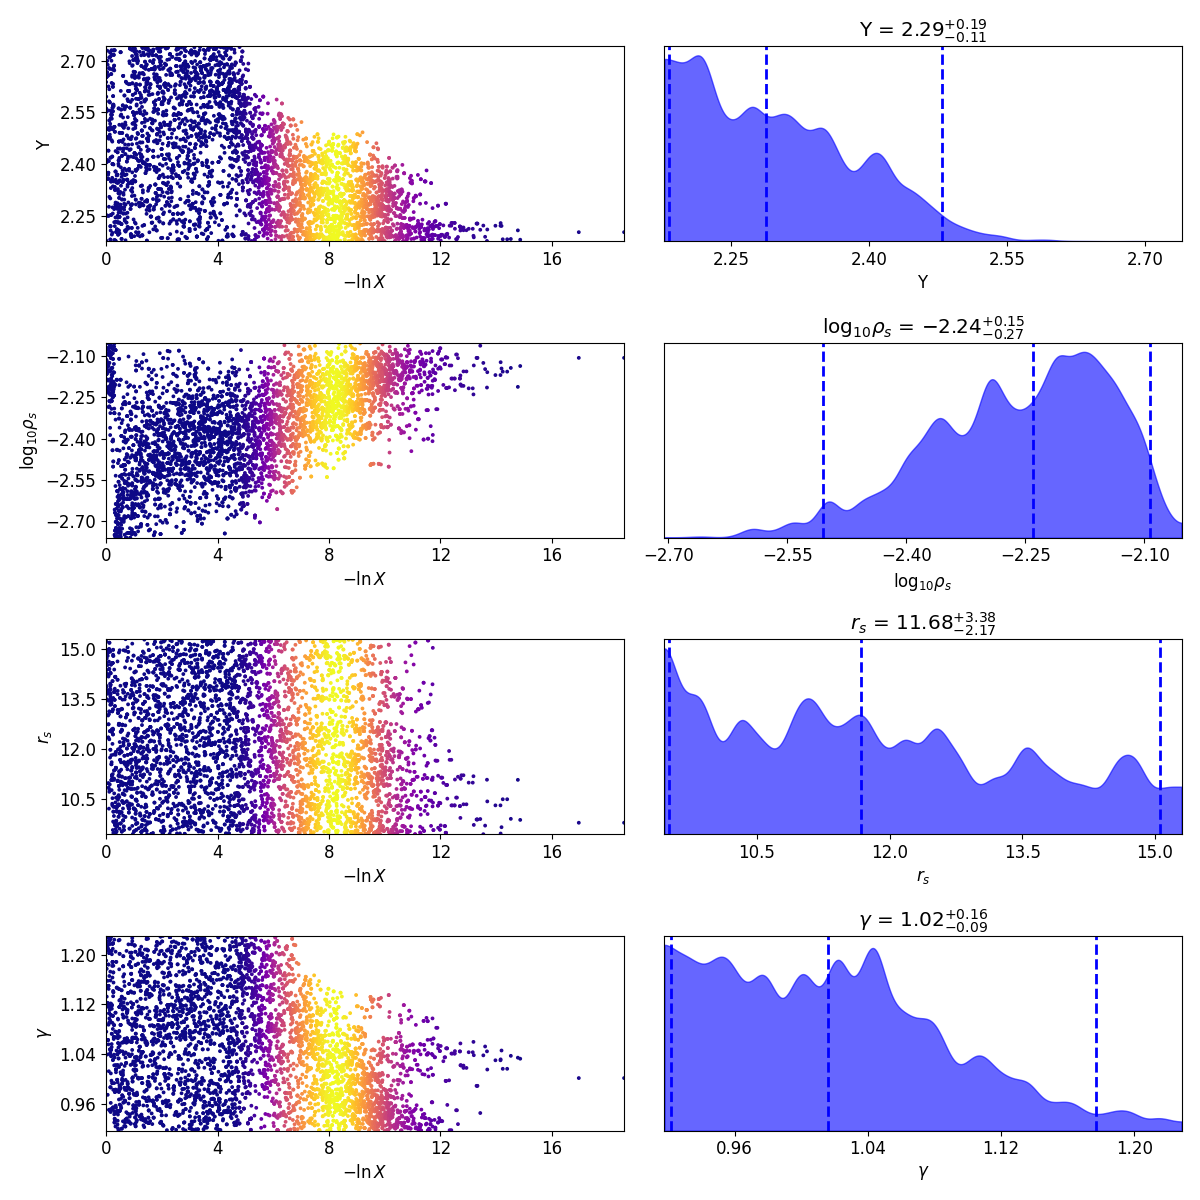 Y = 2.29+0.19 −0.11
2.70
2.55
2.40
2.25
Y
0 4 8 12 16
−ln X
2.25 2.40 2.55 2.70
Y
log10ρs = −2.24+0.15 −0.27
−2.10
−2.25
−2.40
−2.55
−2.70
log10ρs
0 4 8 12 16
−ln X
−2.70 −2.55 −2.40 −2.25 −2.10
log10ρs
rs = 11.68+3.38 −2.17
15.0
13.5
12.0
10.5
rs
0 4 8 12 16
−ln X
10.5 12.0 13.5 15.0
rs
γ = 1.02+0.16 −0.09
1.20
1.12
1.04
0.96
γ
0 4 8 12 16
−ln X
0.96 1.04 1.12 1.20
γ